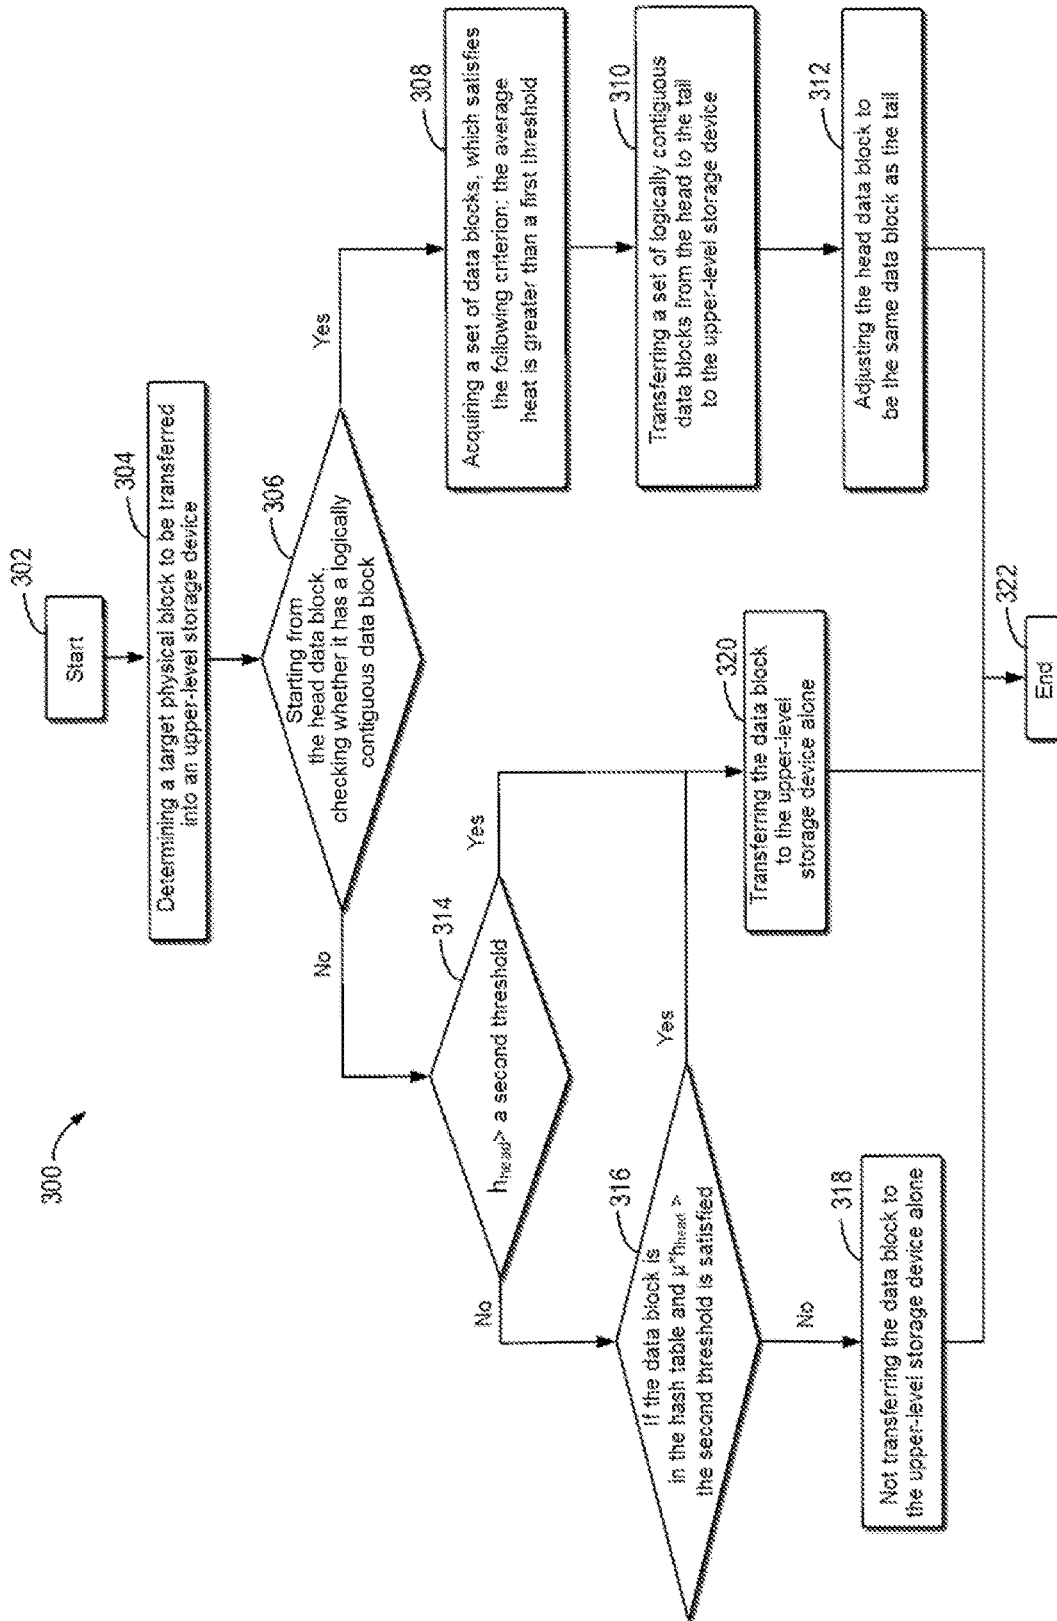 300
302
Start
304
Determining a target physical block to be transferred
into an upper-level storage device
306
Starting from
the head data block,
checking whether it has a logically
contiguous data block
Yes
No
308
Acquiring a set of data blocks, which satisfies
the following criterion: the average
heat is greater than a first threshold
310
Transferring a set of logically contiguous
data blocks from the head to the tail
to the upper-level storage device
312
Adjusting the head data block to
be the same data block as the tail
314
hhead> a second threshold
Yes
No
316
If the data block is
in the hash table and μ*hhead >
the second threshold is satisfied
Yes
No
318
Not transferring the data block to
the upper-level storage device alone
320
Transferring the data block
to the upper-level
storage device alone
322
End